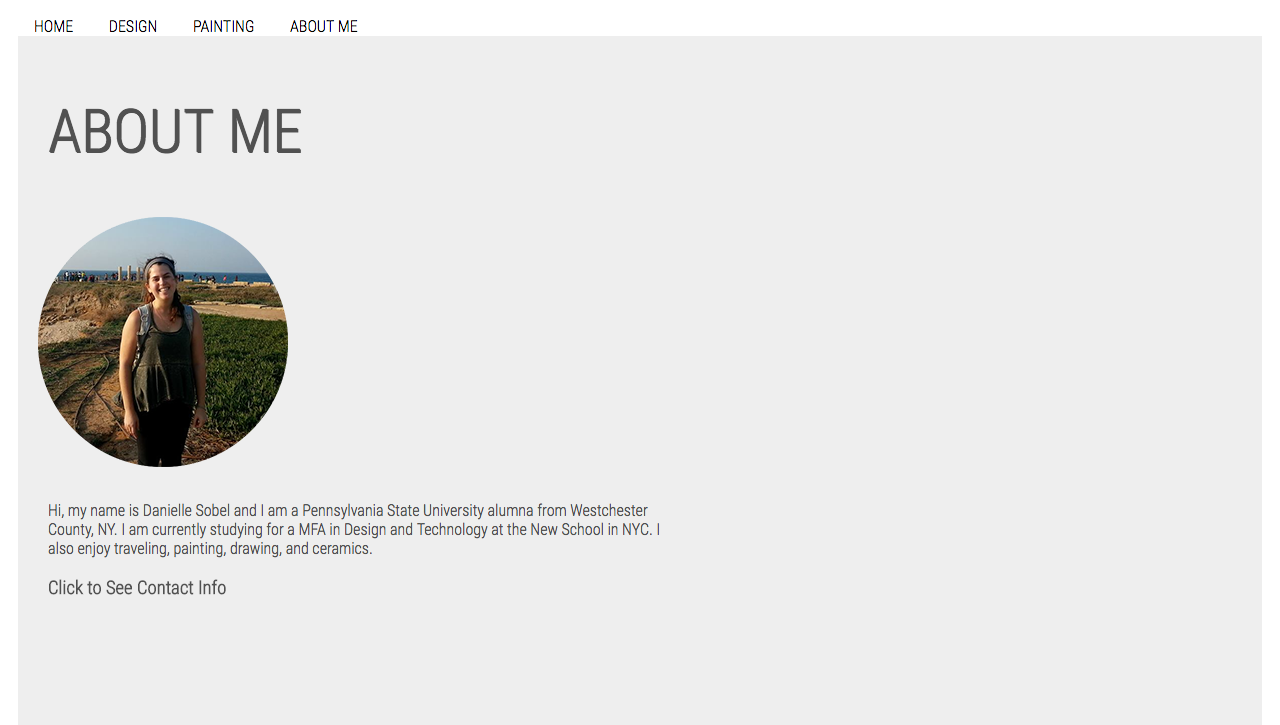 HOME DESIGN PAINTING ABOUT ME
ABOUT ME
Hi, my name is Danielle Sobel and I am a Pennsylvania State University alumna from Westchester
County, NY. I am currently studying for a MFA in Design and Technology at the New School in NYC. I
also enjoy traveling, painting, drawing, and ceramics.
Click to See Contact Info